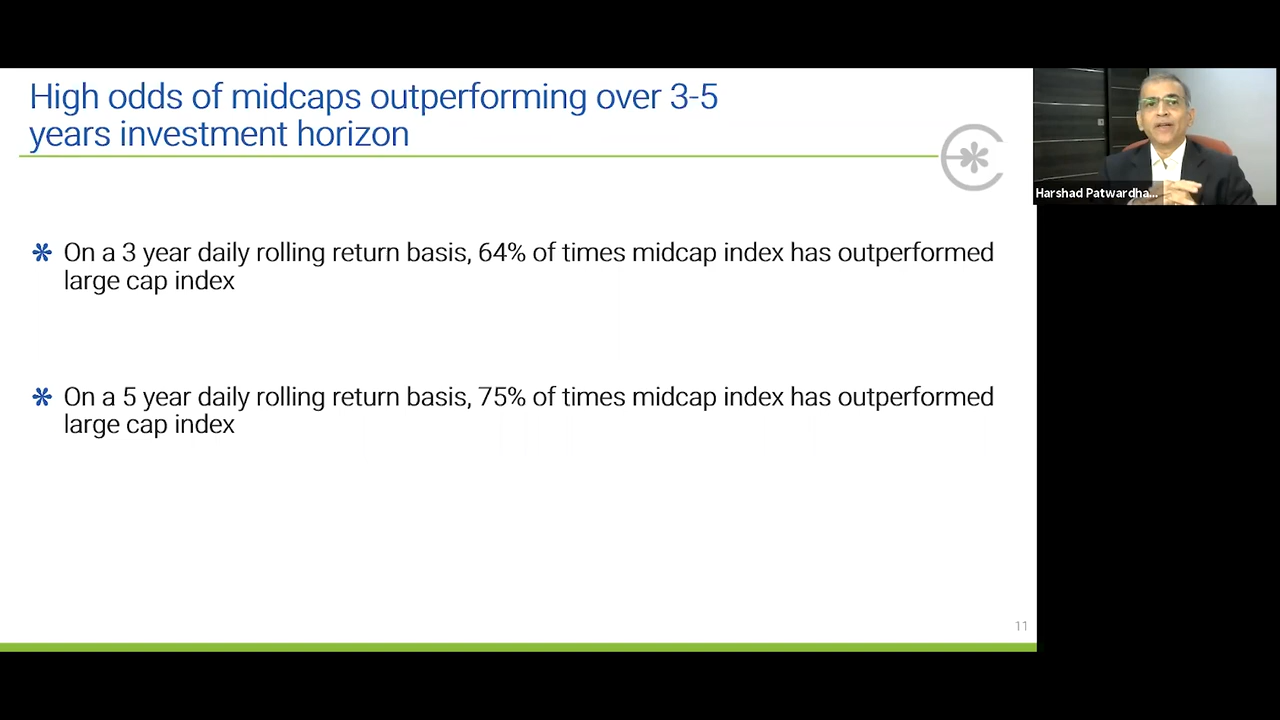 High odds of midcaps outperforming over 3-5
years investment horizon
Harshad Patwardha...
On a 3 year daily rolling return basis, 64% of times midcap index has outperformed
large cap index
On a 5 year daily rolling return basis, 75% of times midcap index has outperformed
large cap index
11